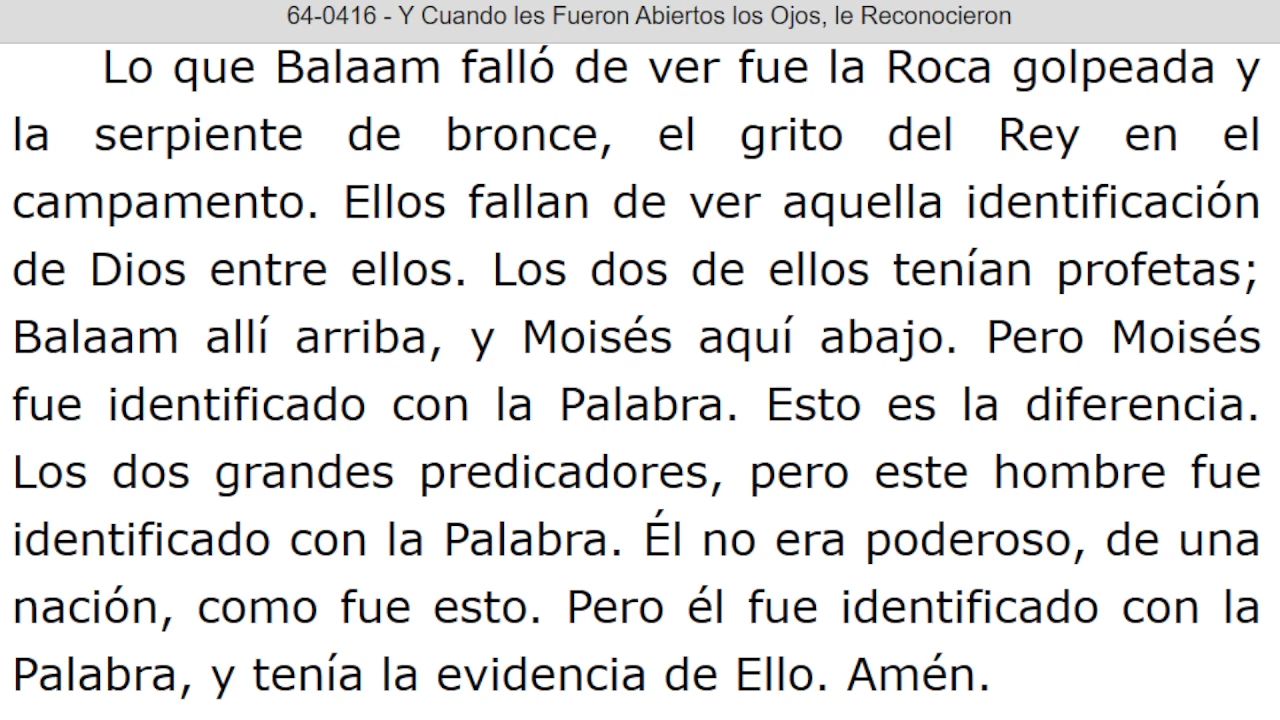 64-0416 - Y Cuando les Fueron Abiertos los Ojos, le Reconocieron
Lo que Balaam falló de ver fue la Roca golpeada y
la serpiente de bronce, el grito del Rey en el
campamento. Ellos fallan de ver aquella identificación
de Dios entre ellos. Los dos de ellos tenían profetas;
Balaam allí arriba, y Moisés aquí abajo. Pero Moisés
fue identificado con la Palabra. Esto es la diferencia.
Los dos grandes predicadores, pero este hombre fue
identificado con la Palabra. Él no era poderoso, de una
nación, como fue esto. Pero él fue identificado con la
Palabra, y tenía la evidencia de Ello. Amén.